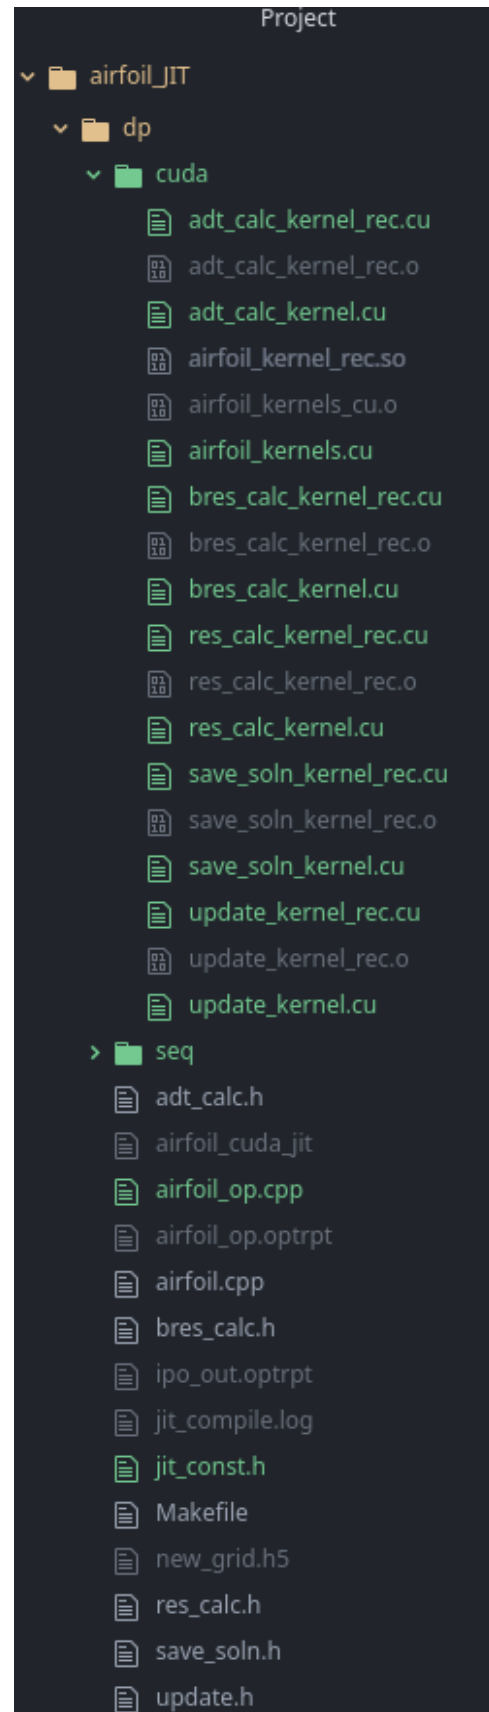 Project
airfoil_JIT
dp
cuda
adt_calc_kernel_rec.cu
adt_calc_kernel_rec.o
adt_calc_kernel.cu
airfoil_kernel_rec.so
airfoil_kernels_cu.o
airfoil_kernels.cu
bres_calc_kernel_rec.cu
bres_calc_kernel_rec.o
bres_calc_kernel.cu
res_calc_kernel_rec.cu
res_calc_kernel_rec.o
res_calc_kernel.cu
save_soln_kernel_rec.cu
save_soln_kernel_rec.o
save_soln_kernel.cu
update_kernel_rec.cu
update_kernel_rec.o
update_kernel.cu
seq
adt_calc.h
airfoil_cuda_jit
airfoil_op.cpp
airfoil_op.optrpt
airfoil.cpp
bres_calc.h
ipo_out.optrpt
jit_compile.log
jit_const.h
Makefile
new_grid.h5
res_calc.h
save_soln.h
update.h